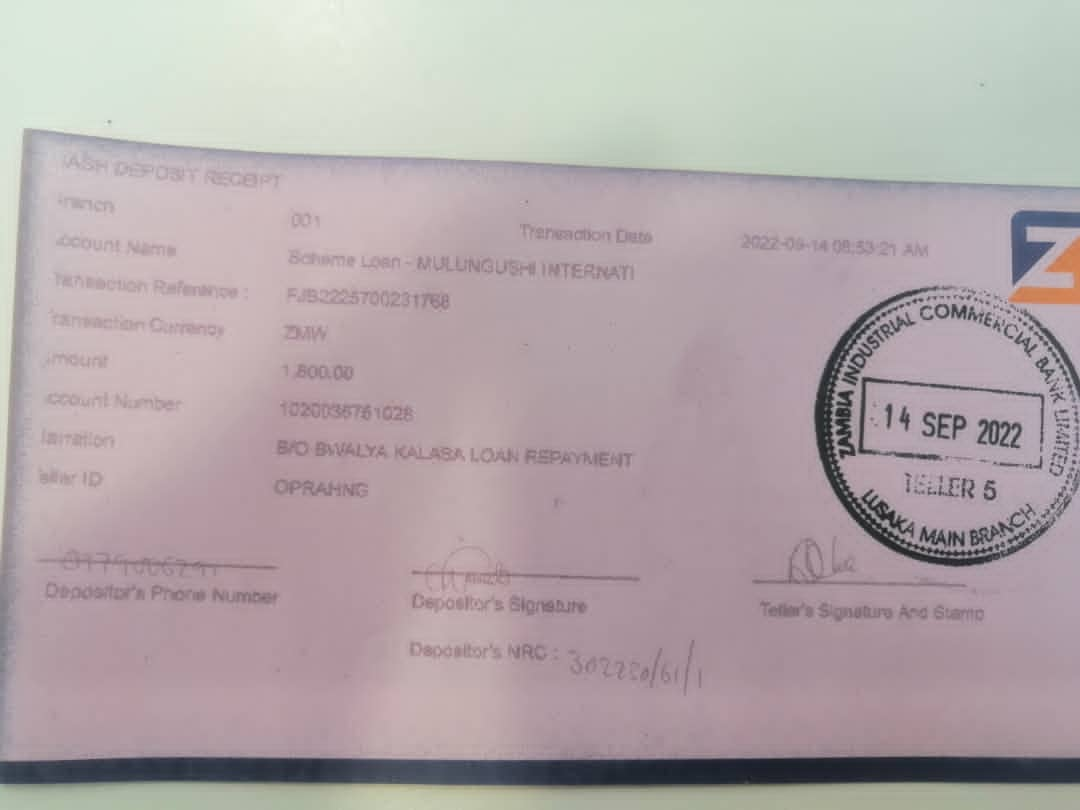 ASH DEPOSIT RECEIPT
ranch 001 Transaction Date 2022-09-14 08:53:21 AM
ccount Name Scheme Loan - MULUNGUSHI INTERNATI
ransaction Reference : FJB2225700231768
ransaction Currency ZMW
mount 1,800.00
ccount Number 1020036761028
arration B/O BWALYA KALABA LOAN REPAYMENT
eller ID OPRAHNG
Z
ZAMBIA INDUSTRIAL COMMERCIAL BANK LIMITED
14 SEP 2022
TELLER 5
LUSAKA MAIN BRANCH
Depositor's Phone Number
Depositor's Signature
Teller's Signature And Stamp
Depositor's NRC : 302220/61/1